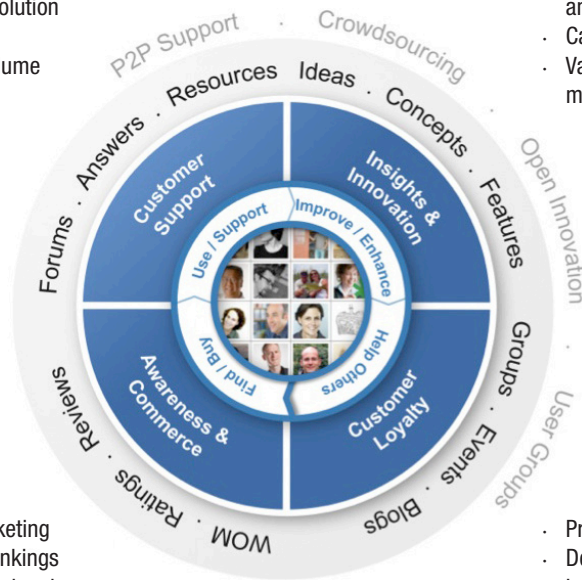 olution
ume
an
· Ca
· Va
m
P2P Support · Crowdsourcing · Open Innovation · User Groups
Forums · Answers · Resources
Ideas · Concepts · Features
Groups · Events · Blogs
WOM · Ratings · Reviews
Customer
Support
Insights &
Innovation
Customer
Loyalty
Awareness &
Commerce
Use / Support
Improve / Enhance
Help Others
Find / Buy
keting
nkings
· Pr
· De